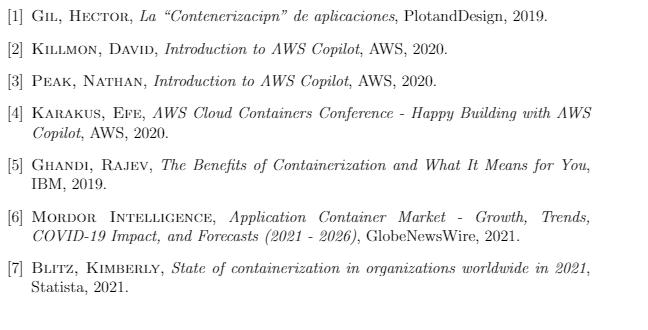 [1] Gil, Hector, La “Contenerizacipn” de aplicaciones, PlotandDesign, 2019.
[2] Killmon, David, Introduction to AWS Copilot, AWS, 2020.
[3] Peak, Nathan, Introduction to AWS Copilot, AWS, 2020.
[4] Karakus, Efe, AWS Cloud Containers Conference - Happy Building with AWS
Copilot, AWS, 2020.
[5] Ghandi, Rajev, The Benefits of Containerization and What It Means for You,
IBM, 2019.
[6] Mordor Intelligence, Application Container Market - Growth, Trends,
COVID-19 Impact, and Forecasts (2021 - 2026), GlobeNewsWire, 2021.
[7] Blitz, Kimberly, State of containerization in organizations worldwide in 2021,
Statista, 2021.